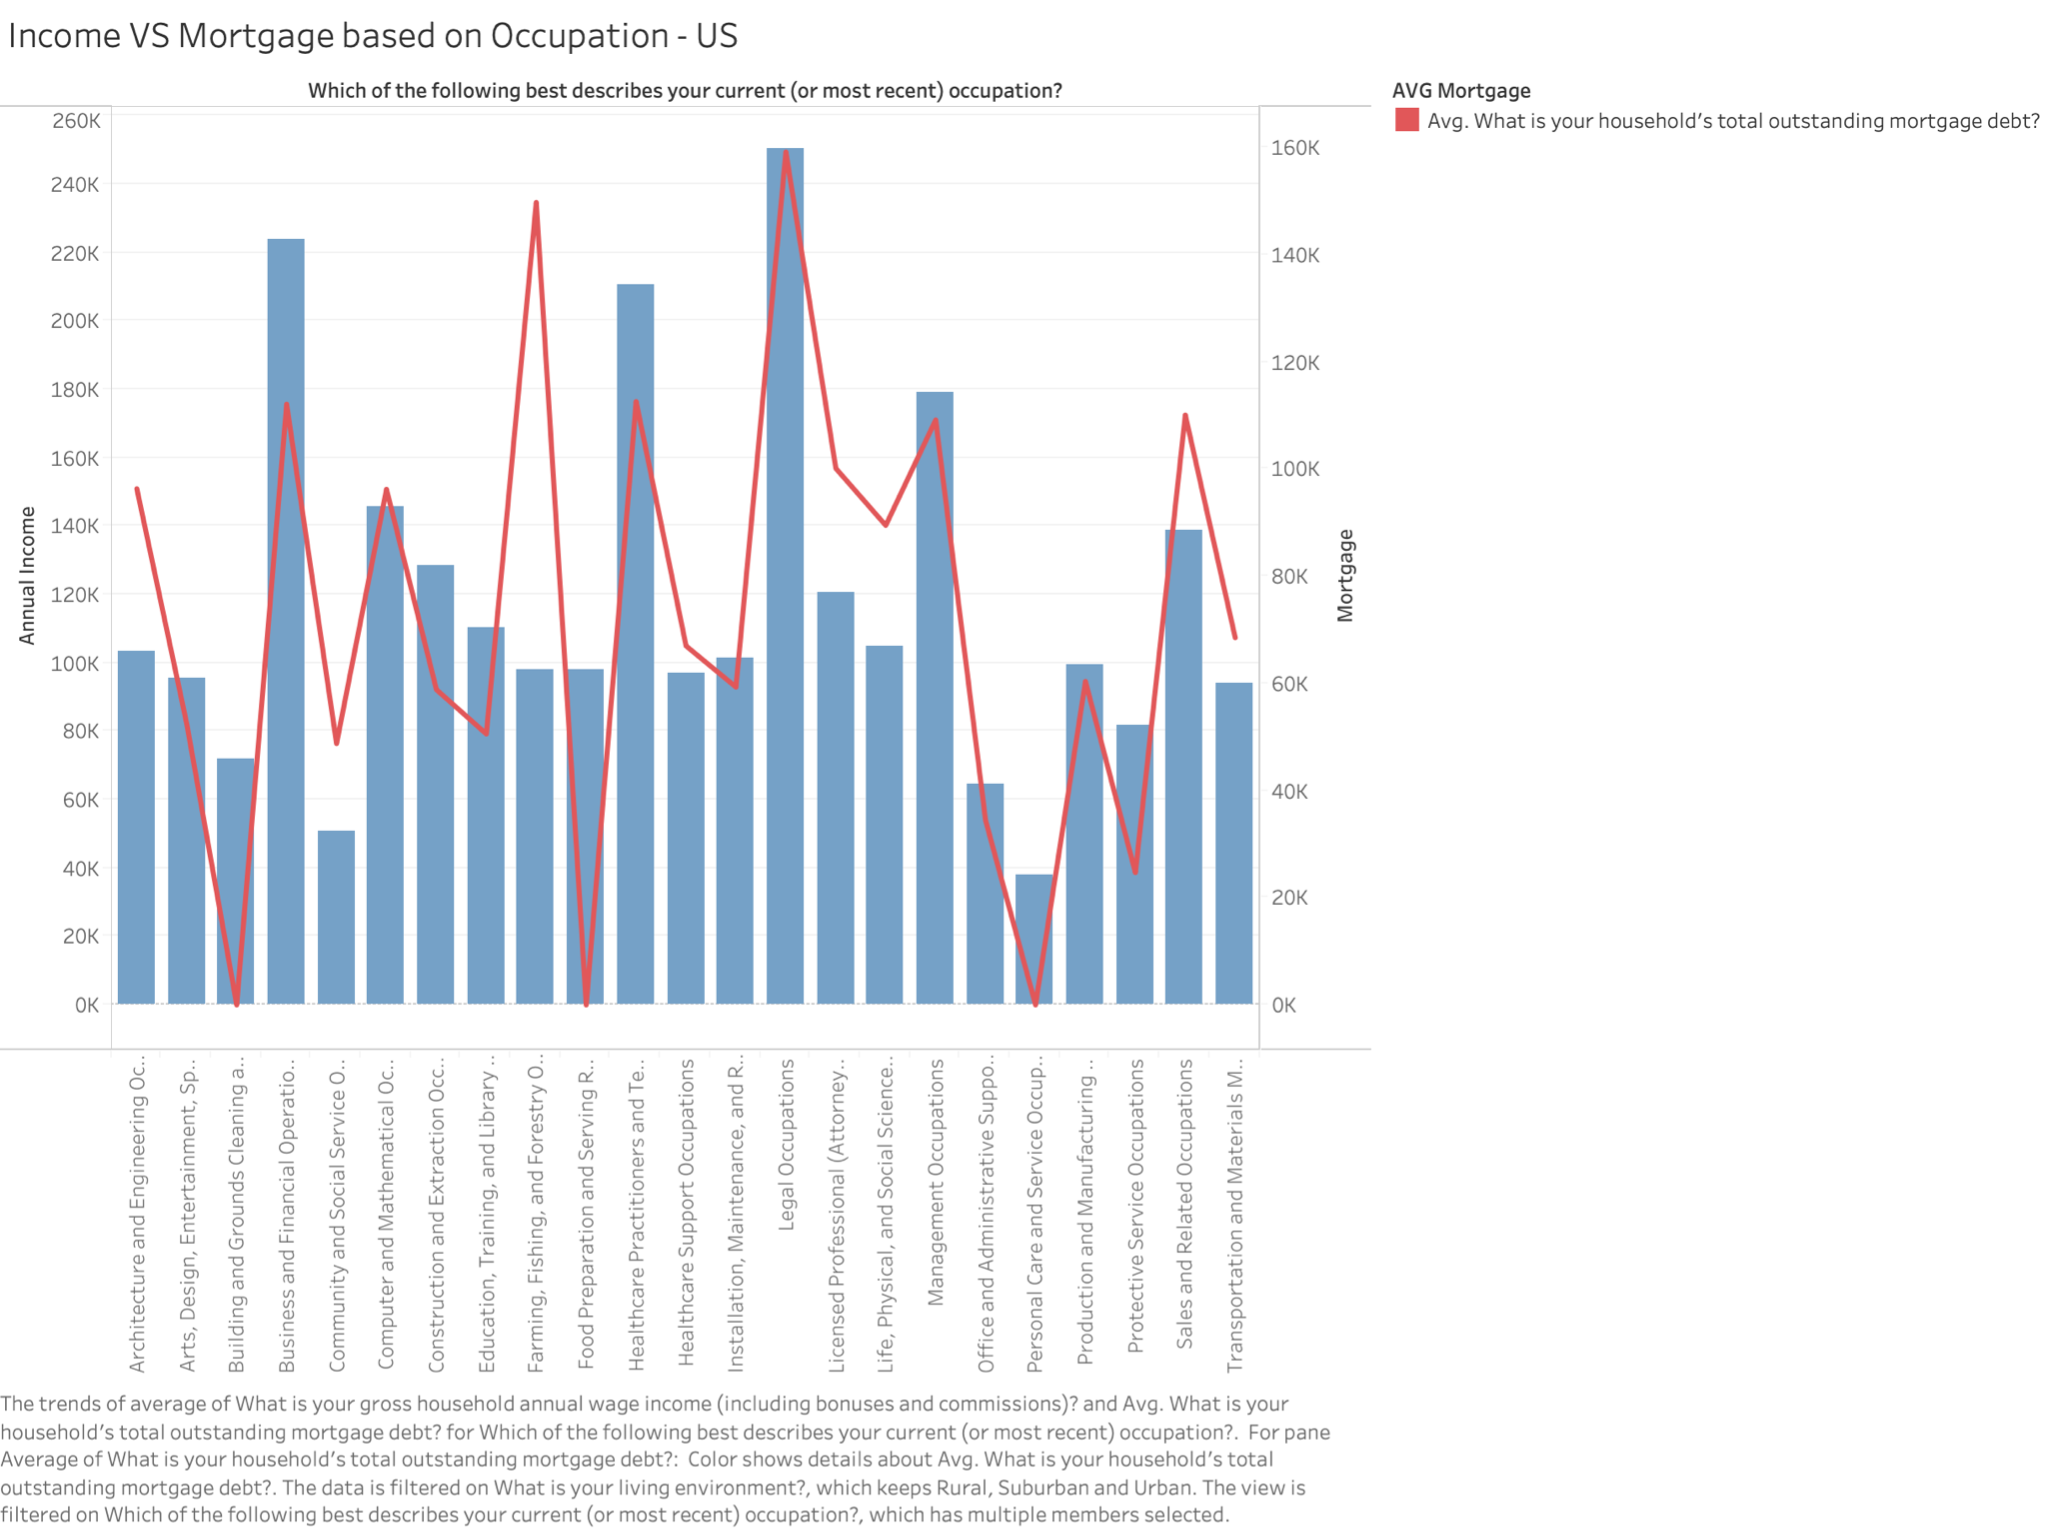 Income VS Mortgage based on Occupation - US
Which of the following best describes your current (or most recent) occupation?
AVG Mortgage
Avg. What is your household's total outstanding mortgage debt?
260K
240K
220K
200K
180K
160K
140K
120K
100K
80K
60K
40K
20K
0K
Annual Income
160K
140K
120K
100K
80K
60K
40K
20K
0K
Mortgage
Architecture and Engineering Oc..
Arts, Design, Entertainment, Sp..
Building and Grounds Cleaning a..
Business and Financial Operatio..
Community and Social Service O..
Computer and Mathematical Oc..
Construction and Extraction Occ..
Education, Training, and Library ..
Farming, Fishing, and Forestry O..
Food Preparation and Serving R..
Healthcare Practitioners and Te..
Healthcare Support Occupations
Installation, Maintenance, and R..
Legal Occupations
Licensed Professional (Attorney..
Life, Physical, and Social Science..
Management Occupations
Office and Administrative Suppo..
Personal Care and Service Occup..
Production and Manufacturing ..
Protective Service Occupations
Sales and Related Occupations
Transportation and Materials M..
The trends of average of What is your gross household annual wage income (including bonuses and commissions)? and Avg. What is your
household's total outstanding mortgage debt? for Which of the following best describes your current (or most recent) occupation?. For pane
Average of What is your household's total outstanding mortgage debt?: Color shows details about Avg. What is your household's total
outstanding mortgage debt?. The data is filtered on What is your living environment?, which keeps Rural, Suburban and Urban. The view is
filtered on Which of the following best describes your current (or most recent) occupation?, which has multiple members selected.